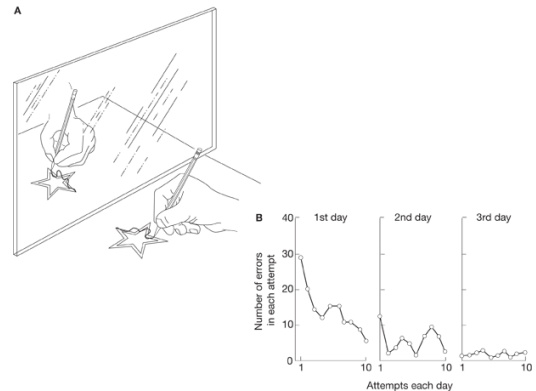 A
B
1st day
2nd day
3rd day
Number of errors
in each attempt
40
30
20
10
0
1
10
1
10
1
10
Attempts each day